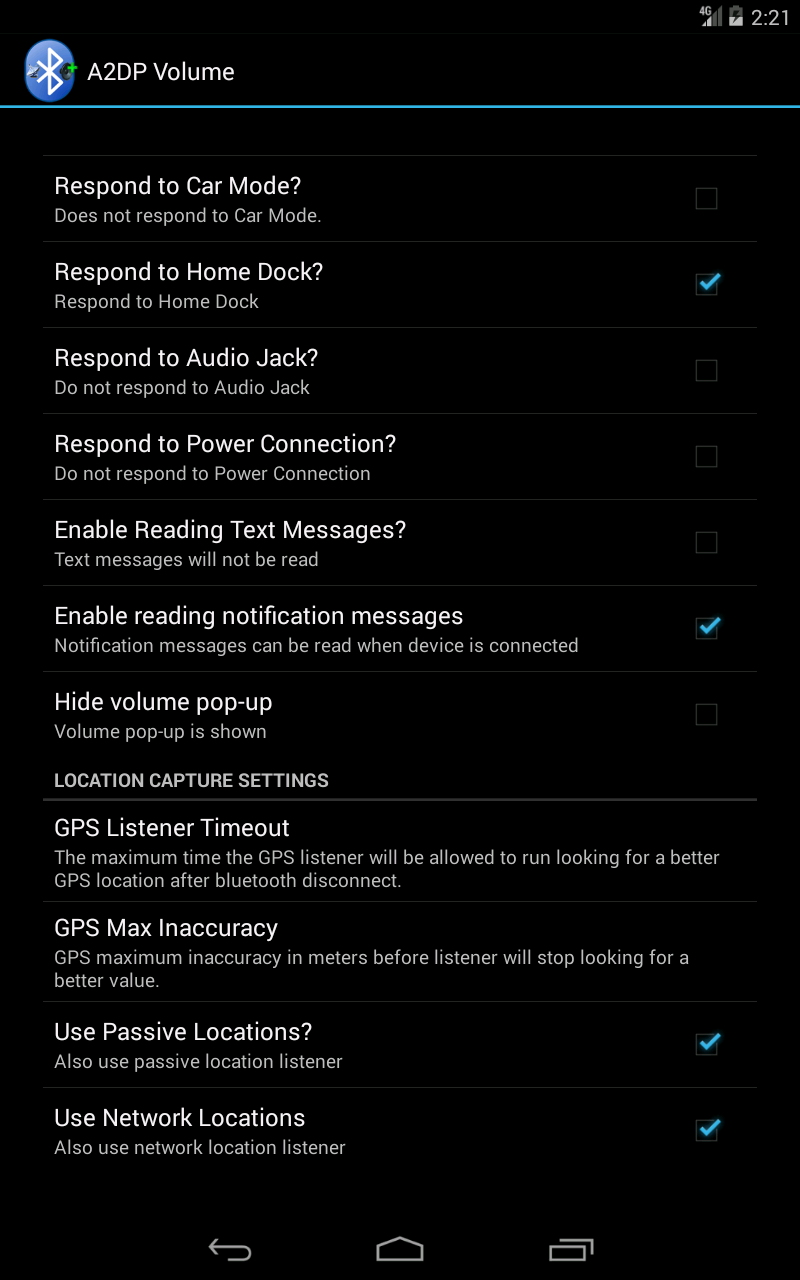 4G 2:21
A2DP Volume
Respond to Car Mode?
Does not respond to Car Mode.
Respond to Home Dock?
Respond to Home Dock
Respond to Audio Jack?
Do not respond to Audio Jack
Respond to Power Connection?
Do not respond to Power Connection
Enable Reading Text Messages?
Text messages will not be read
Enable reading notification messages
Notification messages can be read when device is connected
Hide volume pop-up
Volume pop-up is shown
LOCATION CAPTURE SETTINGS
GPS Listener Timeout
The maximum time the GPS listener will be allowed to run looking for a better
GPS location after bluetooth disconnect.
GPS Max Inaccuracy
GPS maximum inaccuracy in meters before listener will stop looking for a
better value.
Use Passive Locations?
Also use passive location listener
Use Network Locations
Also use network location listener